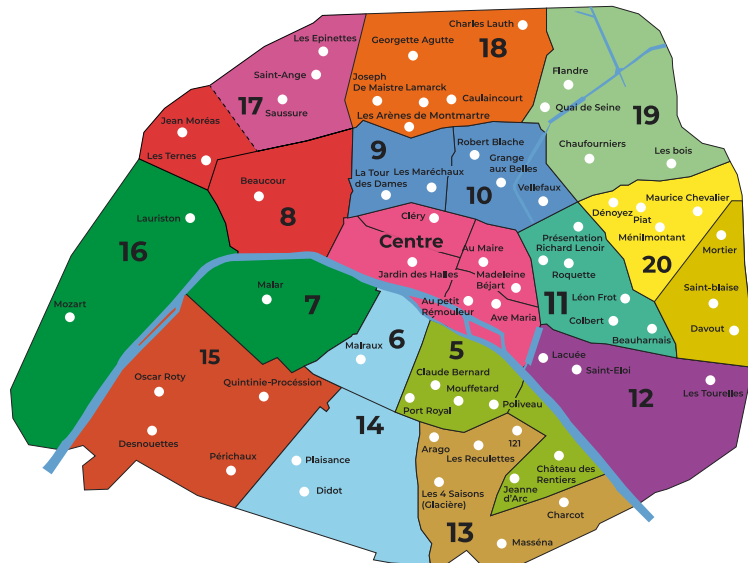 Charles Lauth
Les Epinettes
Georgette Agutte
18
Saint-Ange
Joseph
De Maistre
Lamarck
Caulaincourt
Flandre
17
Saussure
Les Arènes de Montmartre
Quai de Seine
19
Jean Moréas
Les Ternes
9
Robert Blache
Grange
aux Belles
Chaufourniers
Les bois
La Tour
des Dames
Les Maréchaux
10
Vellefaux
Beaucour
8
Lauriston
16
Cléry
Centre
Au Maire
Jardin des Halles
Madeleine
Béjart
Au petit
Rémouleur
Ave Maria
Dénoyez
Piat
Maurice Chevalier
Ménilmontant
20
Mortier
Saint-blaise
Davout
Présentation
Richard Lenoir
Roquette
11
Léon Frot
Colbert
Beauharnais
Mozart
Malar
7
Malraux
6
5
Claude Bernard
Mouffetard
Port Royal
Poliveau
Lacuée
Saint-Eloi
12
Les Tourelles
15
Oscar Roty
Quintinie-Procéssion
Desnouettes
Périchaux
14
Plaisance
Didot
Arago
Les Reculettes
121
Château des
Rentiers
Les 4 Saisons
(Glacière)
Jeanne
d'Arc
Charcot
13
Masséna